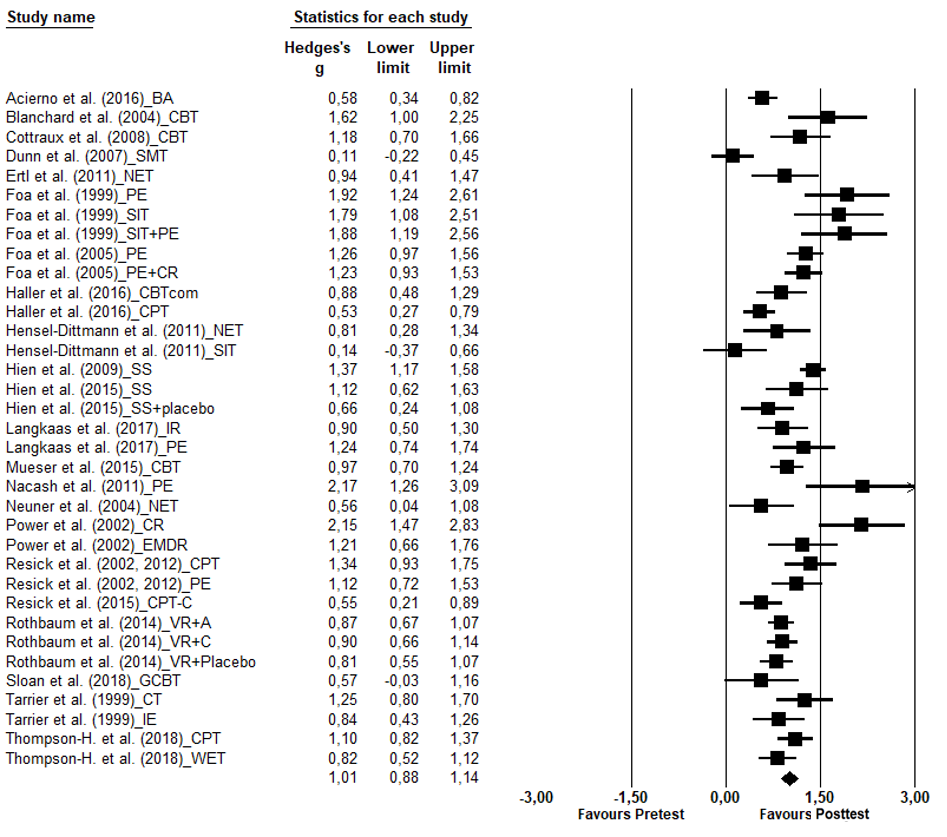 Study name Statistics for each study
Hedges's Lower Upper
g limit limit
Acierno et al. (2016)_BA 0,58 0,34 0,82
Blanchard et al. (2004)_CBT 1,62 1,00 2,25
Cottraux et al. (2008)_CBT 1,18 0,70 1,66
Dunn et al. (2007)_SMT 0,11 -0,22 0,45
Ertl et al. (2011)_NET 0,94 0,41 1,47
Foa et al. (1999)_PE 1,92 1,24 2,61
Foa et al. (1999)_SIT 1,79 1,08 2,51
Foa et al. (1999)_SIT+PE 1,88 1,19 2,56
Foa et al. (2005)_PE 1,26 0,97 1,56
Foa et al. (2005)_PE+CR 1,23 0,93 1,53
Haller et al. (2016)_CBTcom 0,88 0,48 1,29
Haller et al. (2016)_CPT 0,53 0,27 0,79
Hensel-Dittmann et al. (2011)_NET 0,81 0,28 1,34
Hensel-Dittmann et al. (2011)_SIT 0,14 -0,37 0,66
Hien et al. (2009)_SS 1,37 1,17 1,58
Hien et al. (2015)_SS 1,12 0,62 1,63
Hien et al. (2015)_SS+placebo 0,66 0,24 1,08
Langkaas et al. (2017)_IR 0,90 0,50 1,30
Langkaas et al. (2017)_PE 1,24 0,74 1,74
Mueser et al. (2015)_CBT 0,97 0,70 1,24
Nacash et al. (2011)_PE 2,17 1,26 3,09
Neuner et al. (2004)_NET 0,56 0,04 1,08
Power et al. (2002)_CR 2,15 1,47 2,83
Power et al. (2002)_EMDR 1,21 0,66 1,76
Resick et al. (2002, 2012)_CPT 1,34 0,93 1,75
Resick et al. (2002, 2012)_PE 1,12 0,72 1,53
Resick et al. (2015)_CPT-C 0,55 0,21 0,89
Rothbaum et al. (2014)_VR+A 0,87 0,67 1,07
Rothbaum et al. (2014)_VR+C 0,90 0,66 1,14
Rothbaum et al. (2014)_VR+Placebo 0,81 0,55 1,07
Sloan et al. (2018)_GCBT 0,57 -0,03 1,16
Tarrier et al. (1999)_CT 1,25 0,80 1,70
Tarrier et al. (1999)_IE 0,84 0,43 1,26
Thompson-H. et al. (2018)_CPT 1,10 0,82 1,37
Thompson-H. et al. (2018)_WET 0,82 0,52 1,12
1,01 0,88 1,14
-3,00 -1,50 0,00 1,50 3,00
Favours Pretest Favours Posttest